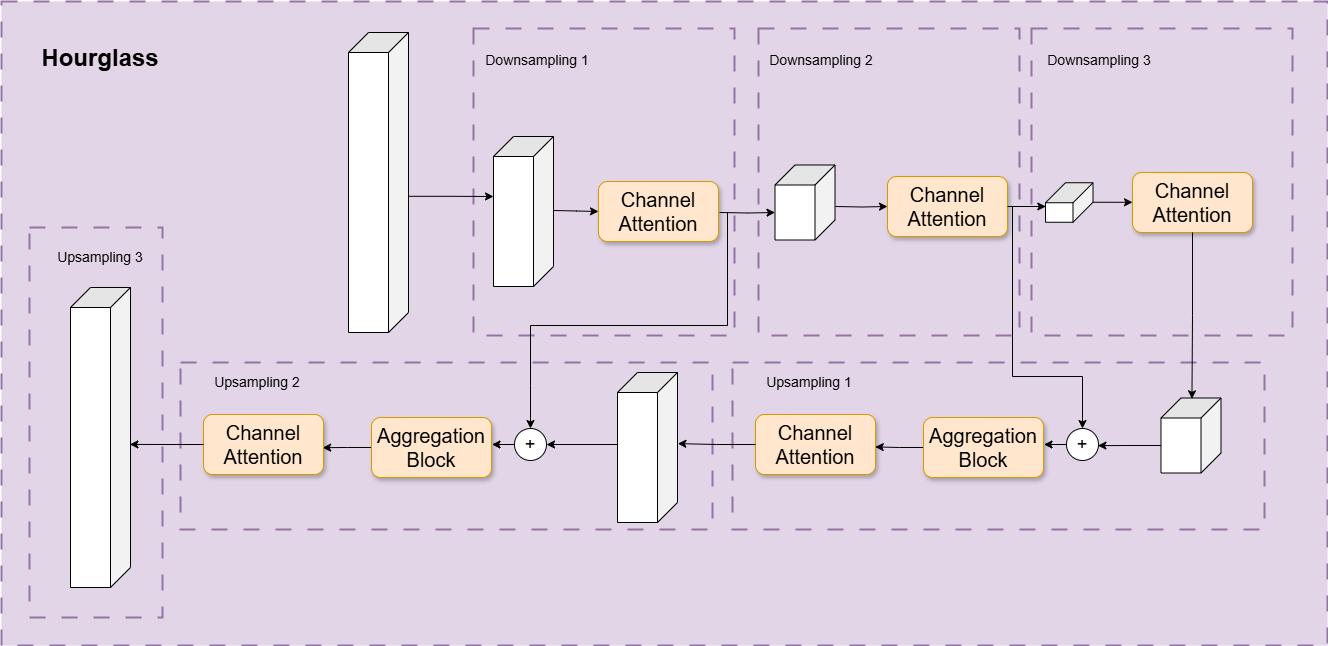 Hourglass
Downsampling 1
Downsampling 2
Downsampling 3
Channel
Attention
Channel
Attention
Channel
Attention
Upsampling 3
Upsampling 2
Upsampling 1
Channel
Attention
Aggregation
Block
+
Channel
Attention
Aggregation
Block
+